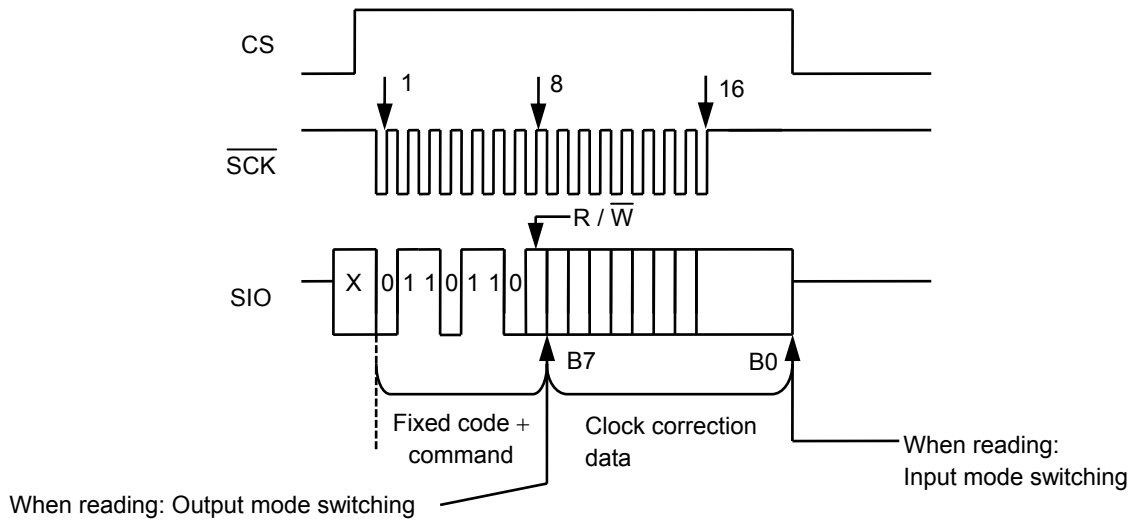 CS
1 8 16
SCK
R / W
SIO X 0 1 1 0 1 1 0
B7 B0
Fixed code +
command
Clock correction
data
When reading:
Input mode switching
When reading: Output mode switching